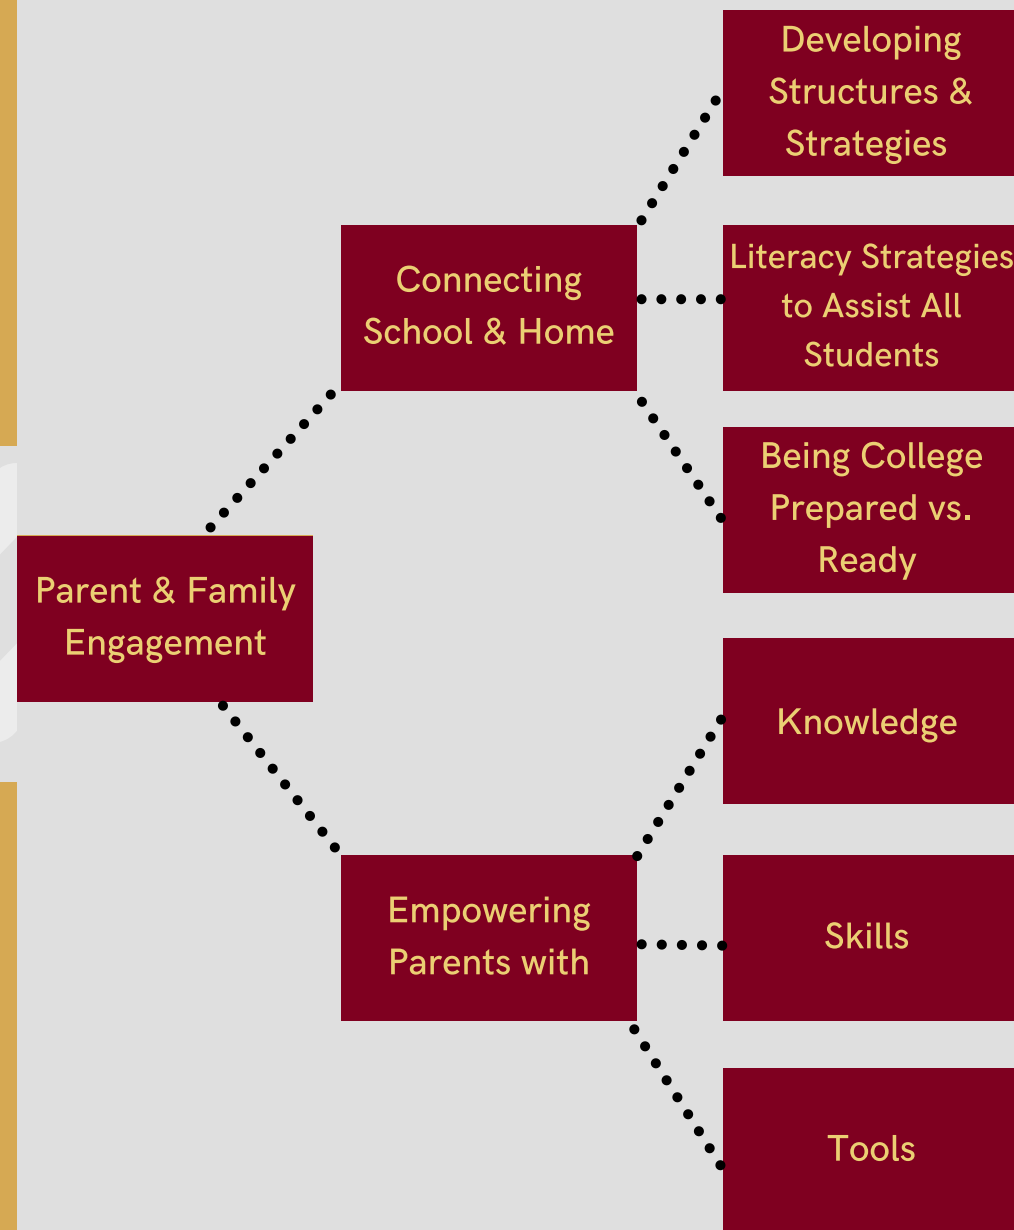 Developing
Structures &
Strategies
Connecting
School & Home
Literacy Strategies
to Assist All
Students
Being College
Prepared vs.
Ready
Parent & Family
Engagement
Knowledge
Empowering
Parents with
Skills
Tools